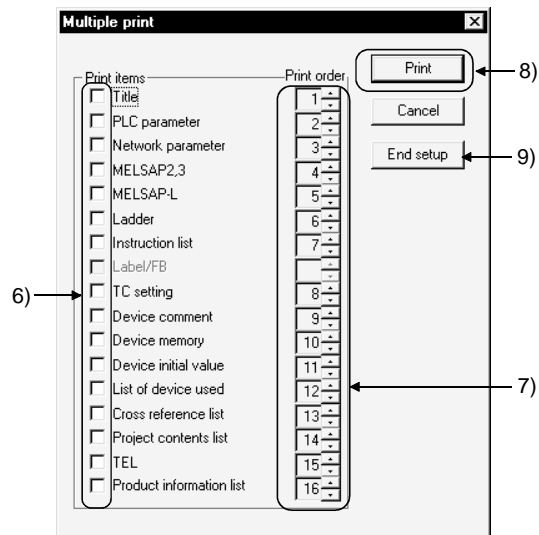 Multiple print
Print items Print order
Title 1
PLC parameter 2
Network parameter 3
MELSAP2,3 4
MELSAP-L 5
Ladder 6
Instruction list 7
Label/FB
TC setting 8
Device comment 9
Device memory 10
Device initial value 11
List of device used 12
Cross reference list 13
Project contents list 14
TEL 15
Product information list 16
Print
Cancel
End setup
6)
7)
8)
9)